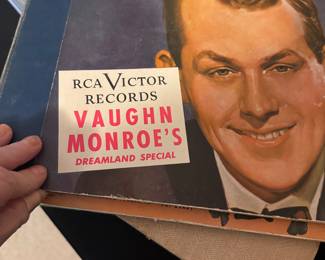 RCA VICTOR
RECORDS
VAUGHN
MONROE'S
DREAMLAND SPECIAL